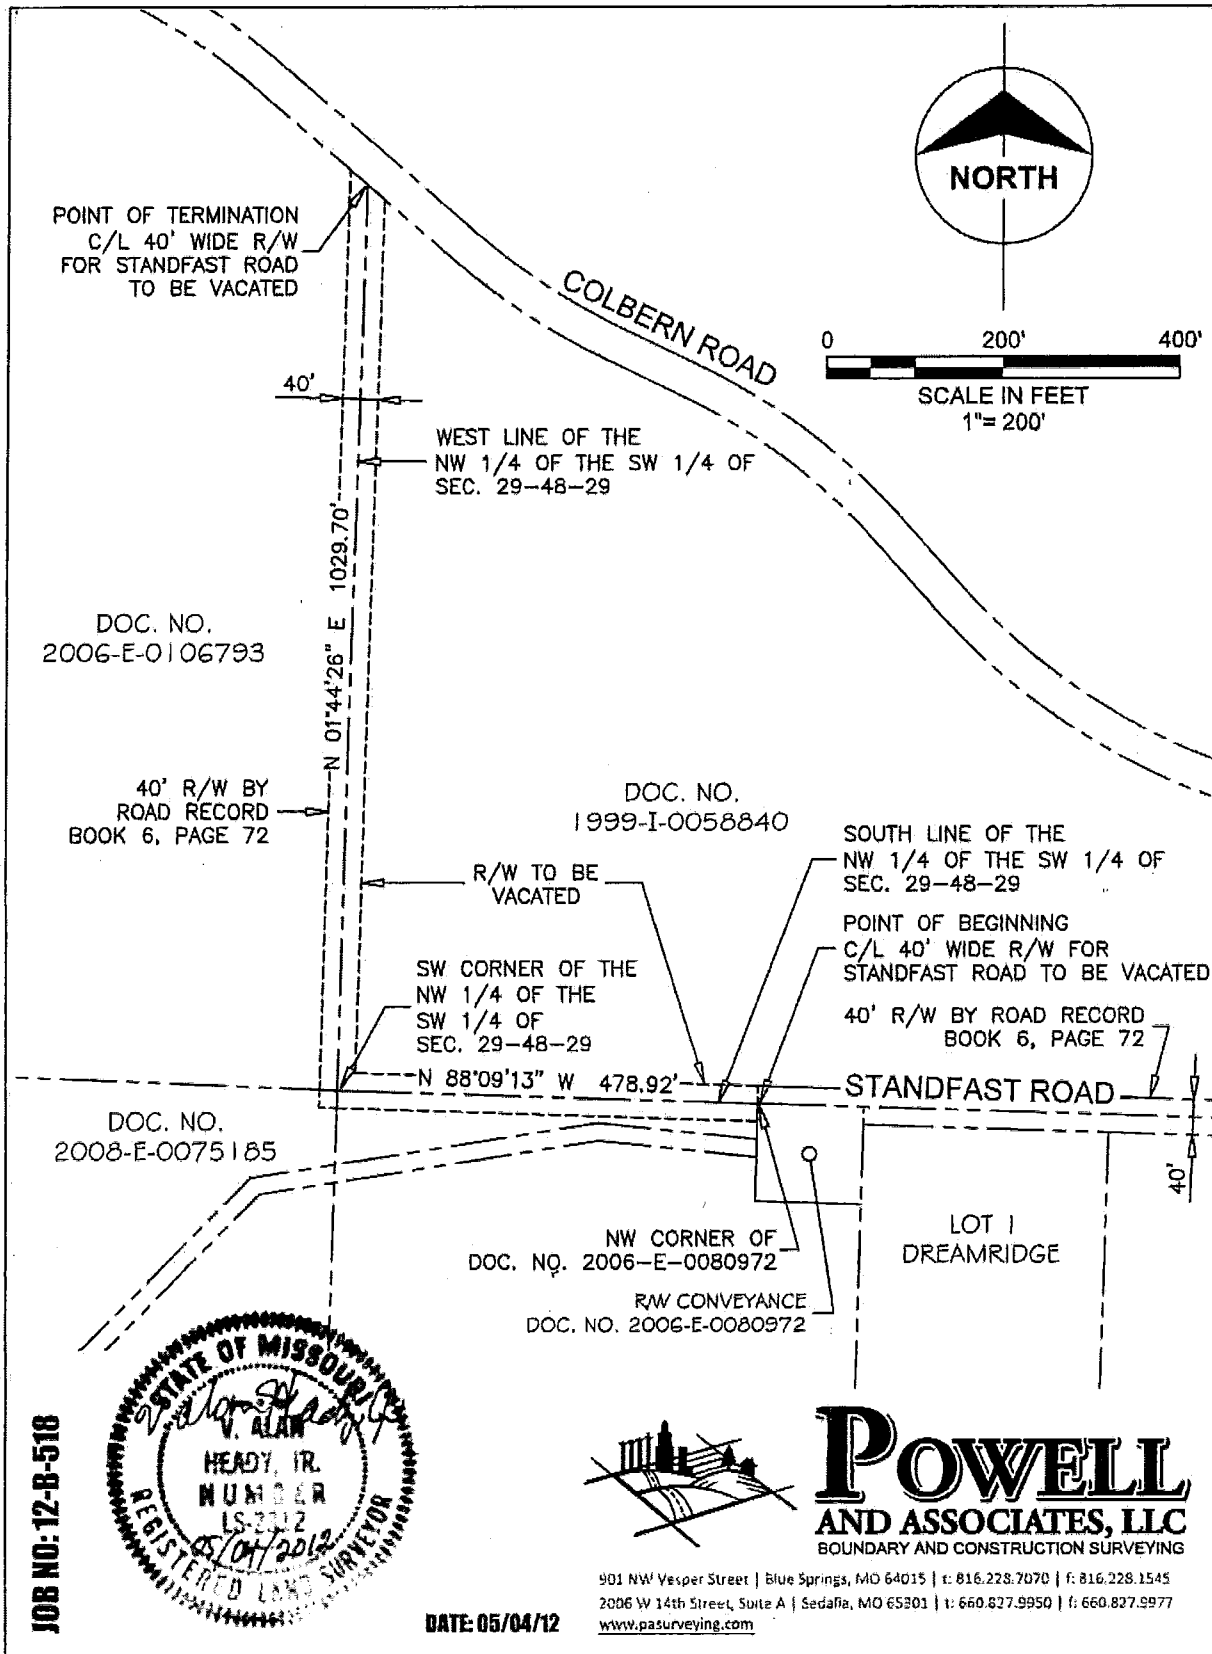 NORTH
POINT OF TERMINATION
C/L 40' WIDE R/W
FOR STANDFAST ROAD
TO BE VACATED
COLBERN ROAD
0 200' 400'
SCALE IN FEET
1"= 200'
40'
WEST LINE OF THE
NW 1/4 OF THE SW 1/4 OF
SEC. 29-48-29
N 01°44'26" E 1029.70'
DOC. NO.
2006-E-0106793
40' R/W BY
ROAD RECORD
BOOK 6, PAGE 72
DOC. NO.
1999-I-0058840
SOUTH LINE OF THE
NW 1/4 OF THE SW 1/4 OF
SEC. 29-48-29
R/W TO BE
VACATED
POINT OF BEGINNING
C/L 40' WIDE R/W FOR
STANDFAST ROAD TO BE VACATED
SW CORNER OF THE
NW 1/4 OF THE
SW 1/4 OF
SEC. 29-48-29
40' R/W BY ROAD RECORD
BOOK 6, PAGE 72
N 88°09'13" W 478.92'
STANDFAST ROAD
DOC. NO.
2008-E-0075185
40'
LOT 1
DREAMRIDGE
NW CORNER OF
DOC. NO. 2006-E-0080972
R/W CONVEYANCE
DOC. NO. 2006-E-0080972
STATE OF MISSOURI
V. ALAN
HEADY, JR.
NUMBER
05/04/2012
REGISTERED LAND SURVEYOR
JOB NO: 12-B-518
DATE: 05/04/12
POWELL
AND ASSOCIATES, LLC
BOUNDARY AND CONSTRUCTION SURVEYING
901 NW Vesper Street | Blue Springs, MO 64015 | t: 816.228.7070 | f: 816.228.1545
2006 W 14th Street, Suite A | Sedalia, MO 65301 | t: 660.827.9950 | f: 660.827.9977
www.pasurveying.com